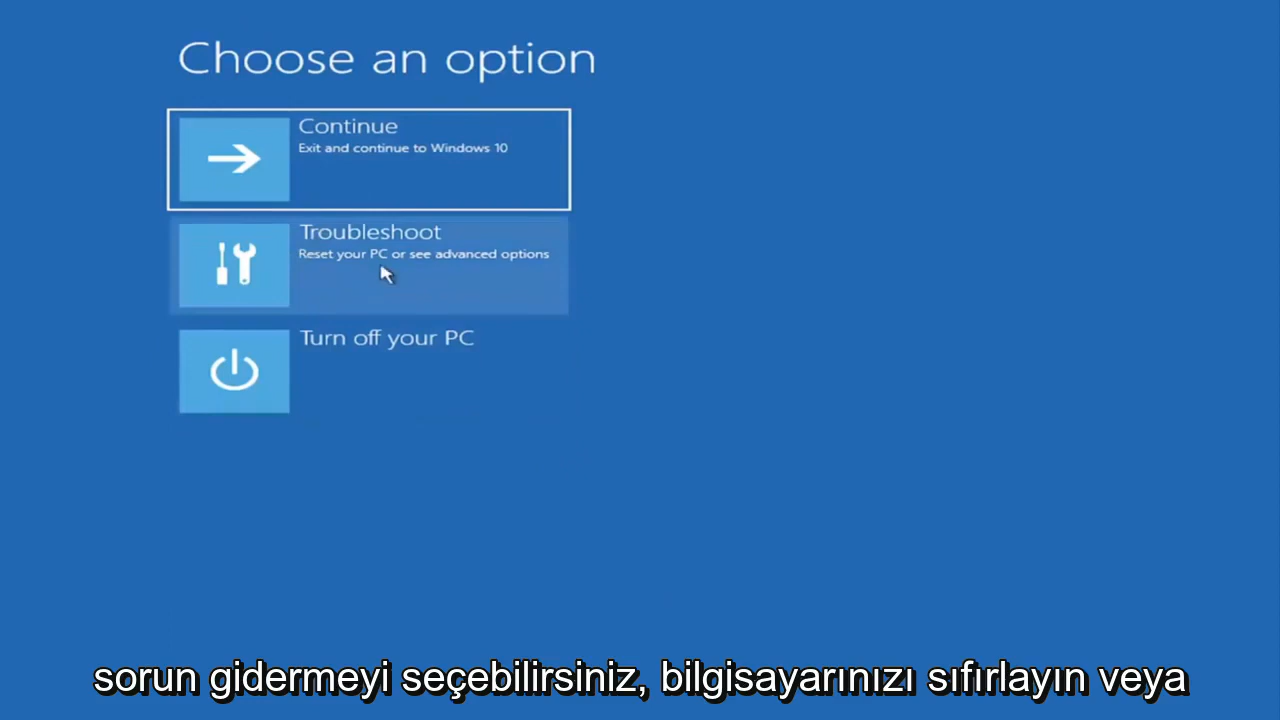 Choose an option
Continue
Exit and continue to Windows 10
Troubleshoot
Reset your PC or see advanced options
Turn off your PC
sorun gidermeyi seçebilirsiniz, bilgisayarınızı sıfırlayın veya